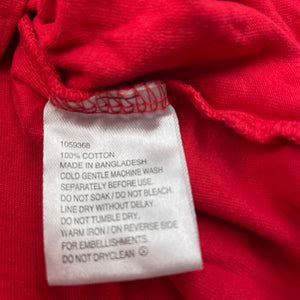 1059368
100% COTTON
MADE IN BANGLADESH
COLD GENTLE MACHINE WASH
SEPARATELY BEFORE USE.
DO NOT SOAK / DO NOT BLEACH.
LINE DRY WITHOUT DELAY.
DO NOT TUMBLE DRY.
WARM IRON / ON REVERSE SIDE
FOR EMBELLISHMENTS.
DO NOT DRYCLEAN